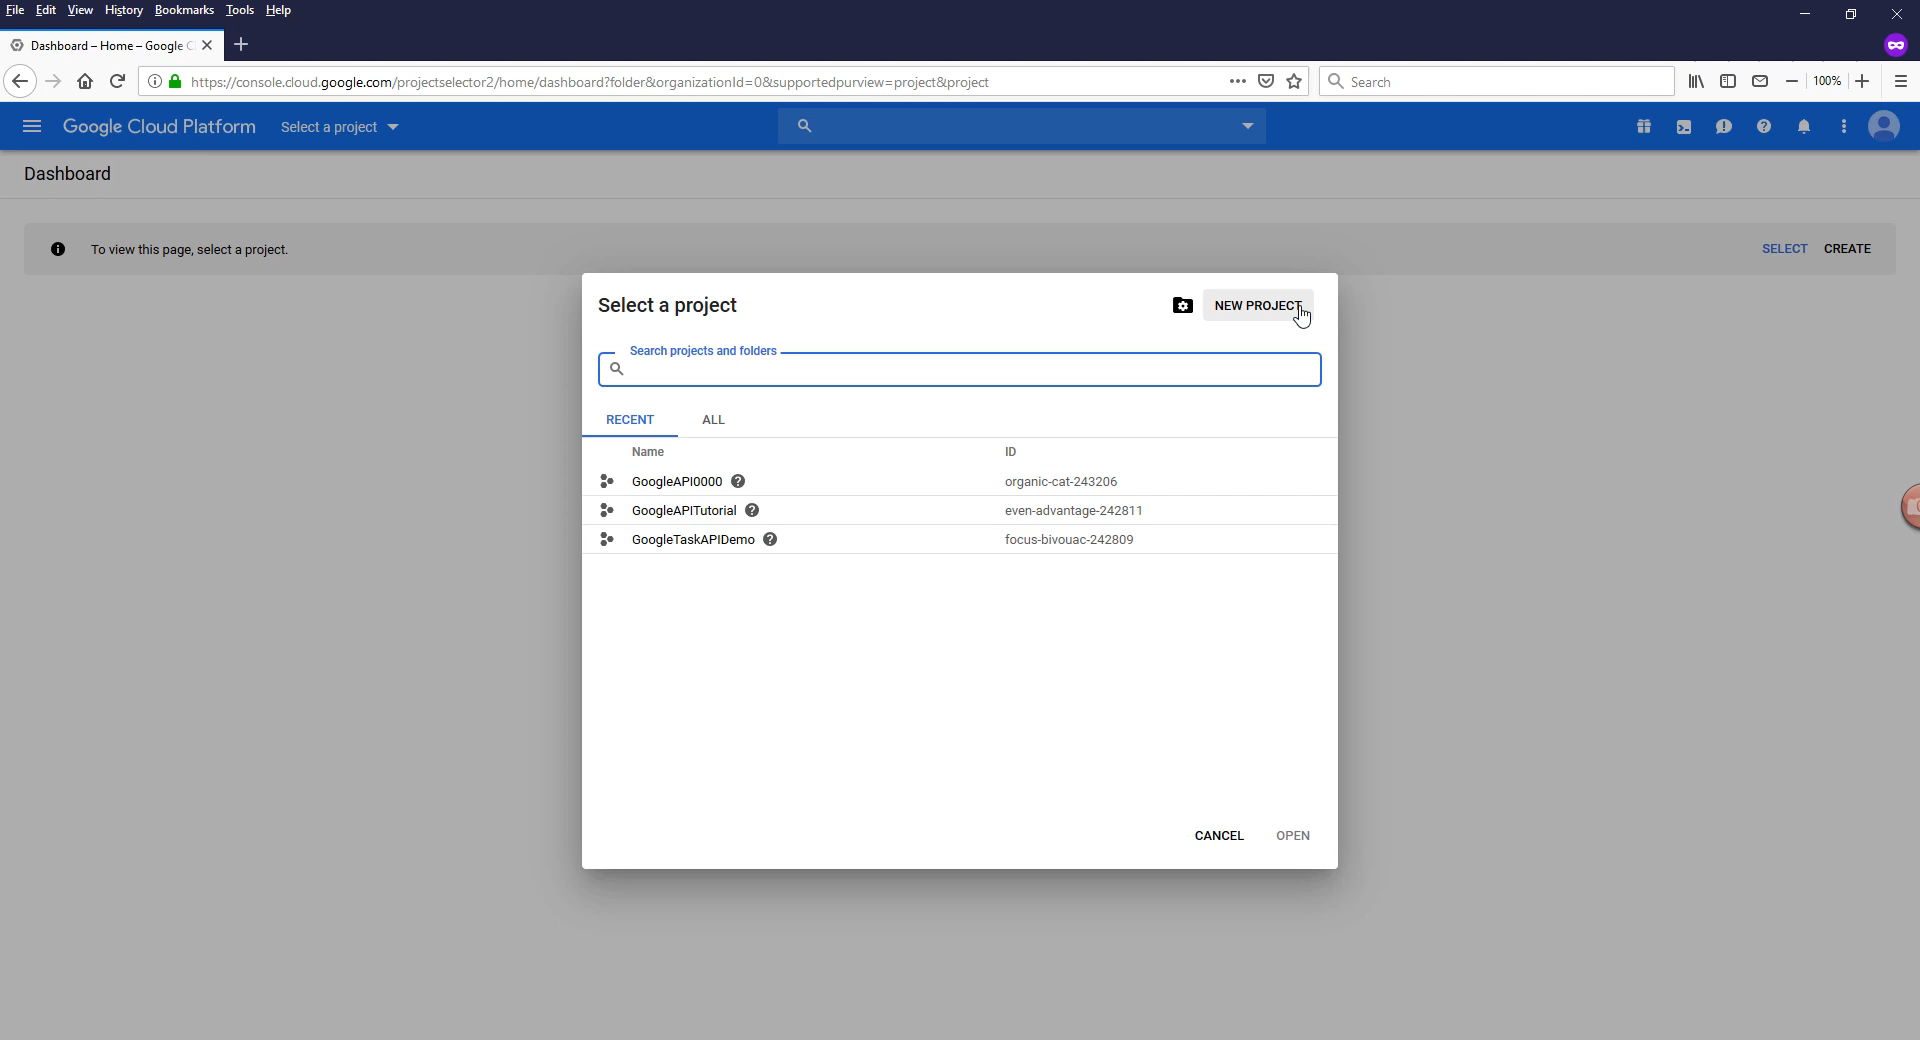 File Edit View History Bookmarks Tools Help
Dashboard – Home – Google C
https://console.cloud.google.com/projectselector2/home/dashboard?folder&organizationId=0&supportedpurview=project&project
Search
100%
Google Cloud Platform
Select a project
Dashboard
To view this page, select a project.
SELECT CREATE
Select a project
NEW PROJECT
Search projects and folders
RECENT ALL
Name ID
GoogleAPI0000 organic-cat-243206
GoogleAPITutorial even-advantage-242811
GoogleTaskAPIDemo focus-bivouac-242809
CANCEL OPEN